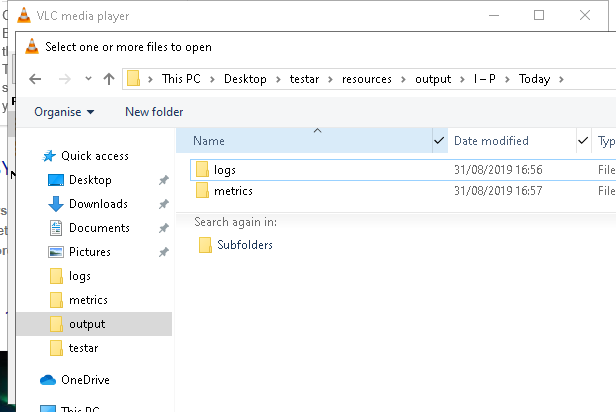 VLC media player
Select one or more files to open
This PC > Desktop > testar > resources > output > I – P > Today >
Organise New folder
Name Date modified Typ
Quick access
Desktop
Downloads
Documents
Pictures
logs
metrics
output
testar
OneDrive
This PC
logs 31/08/2019 16:56 File
metrics 31/08/2019 16:57 File
Search again in:
Subfolders